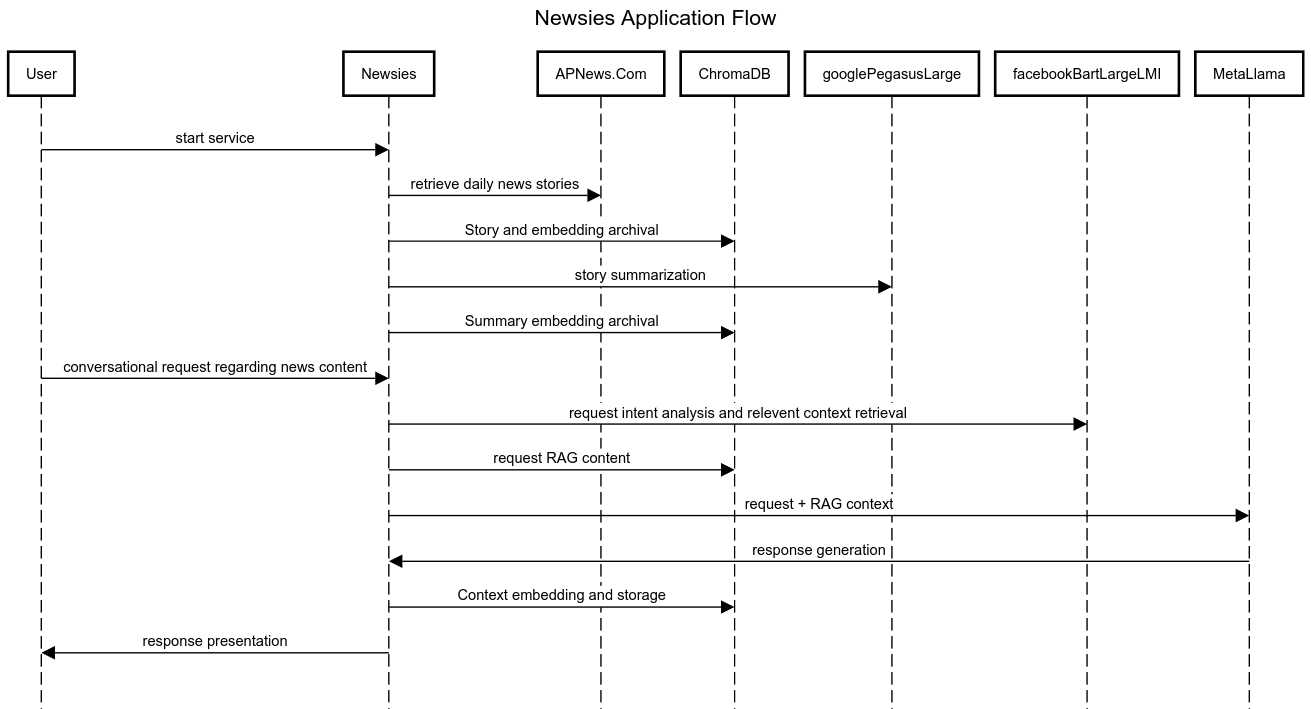 Newsies Application Flow
User
Newsies
APNews.Com
ChromaDB
googlePegasusLarge
facebookBartLargeLMI
MetaLlama
start service
retrieve daily news stories
Story and embedding archival
story summarization
Summary embedding archival
conversational request regarding news content
request intent analysis and relevent context retrieval
request RAG content
request + RAG context
response generation
Context embedding and storage
response presentation